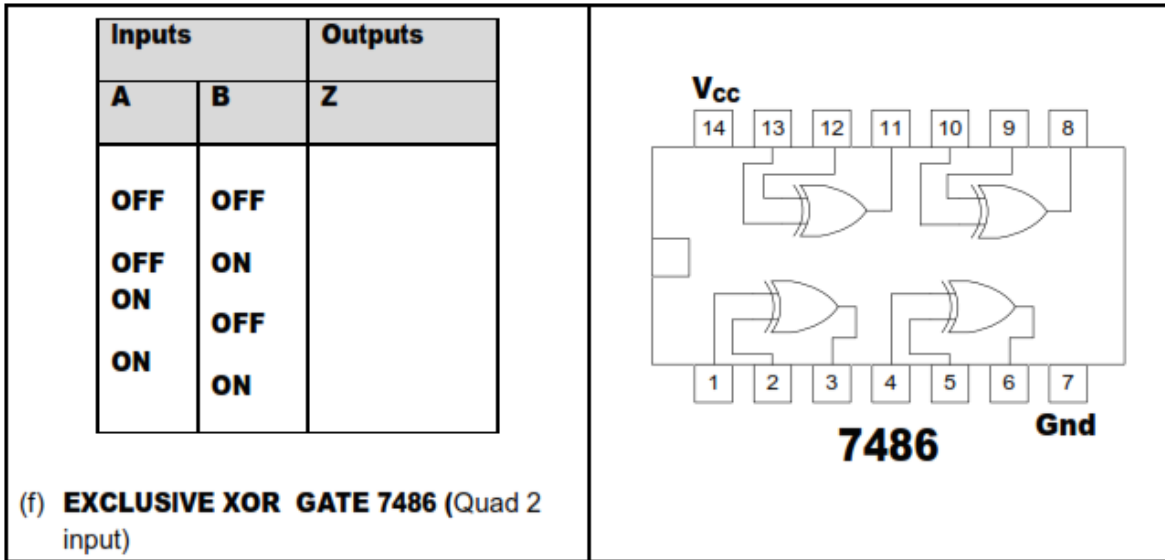 Inputs Outputs
A B Z
OFF OFF
OFF ON
ON
OFF
ON
ON
(f) EXCLUSIVE XOR GATE 7486 (Quad 2
input)
Vcc
14 13 12 11 10 9 8
1 2 3 4 5 6 7
Gnd
7486